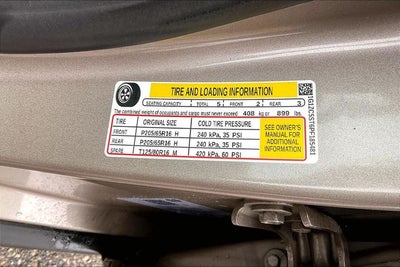 TIRE AND LOADING INFORMATION
SEATING CAPACITY : TOTAL 5 : FRONT 2 : REAR 3
The combined weight of occupants and cargo must never exceed 408 kg or 899 lbs.
TIRE ORIGINAL SIZE COLD TIRE PRESSURE
FRONT P205/65R16 H 240 kPa, 35 PSI
REAR P205/65R16 H 240 kPa, 35 PSI
SPARE T125/80R16 M 420 kPa, 60 PSI
SEE OWNER'S
MANUAL FOR
ADDITIONAL
INFORMATION